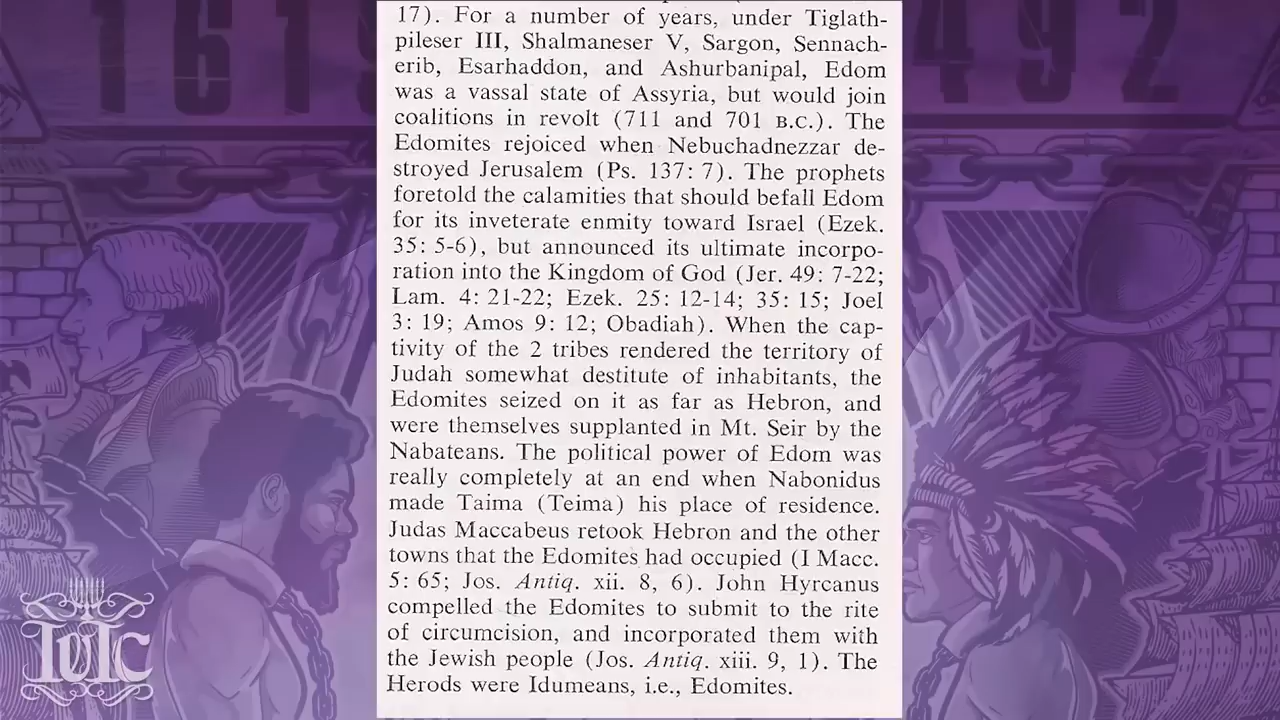 1619
1492
17). For a number of years, under Tiglath-
pileser III, Shalmaneser V, Sargon, Sennach-
erib, Esarhaddon, and Ashurbanipal, Edom
was a vassal state of Assyria, but would join
coalitions in revolt (711 and 701 B.C.). The
Edomites rejoiced when Nebuchadnezzar de-
stroyed Jerusalem (Ps. 137: 7). The prophets
foretold the calamities that should befall Edom
for its inveterate enmity toward Israel (Ezek.
35: 5-6), but announced its ultimate incorpo-
ration into the Kingdom of God (Jer. 49: 7-22;
Lam. 4: 21-22; Ezek. 25: 12-14; 35: 15; Joel
3: 19; Amos 9: 12; Obadiah). When the cap-
tivity of the 2 tribes rendered the territory of
Judah somewhat destitute of inhabitants, the
Edomites seized on it as far as Hebron, and
were themselves supplanted in Mt. Seir by the
Nabateans. The political power of Edom was
really completely at an end when Nabonidus
made Taima (Teima) his place of residence.
Judas Maccabeus retook Hebron and the other
towns that the Edomites had occupied (I Macc.
5: 65; Jos. Antiq. xii. 8, 6). John Hyrcanus
compelled the Edomites to submit to the rite
of circumcision, and incorporated them with
the Jewish people (Jos. Antiq. xiii. 9, 1). The
Herods were Idumeans, i.e., Edomites.
IUIC